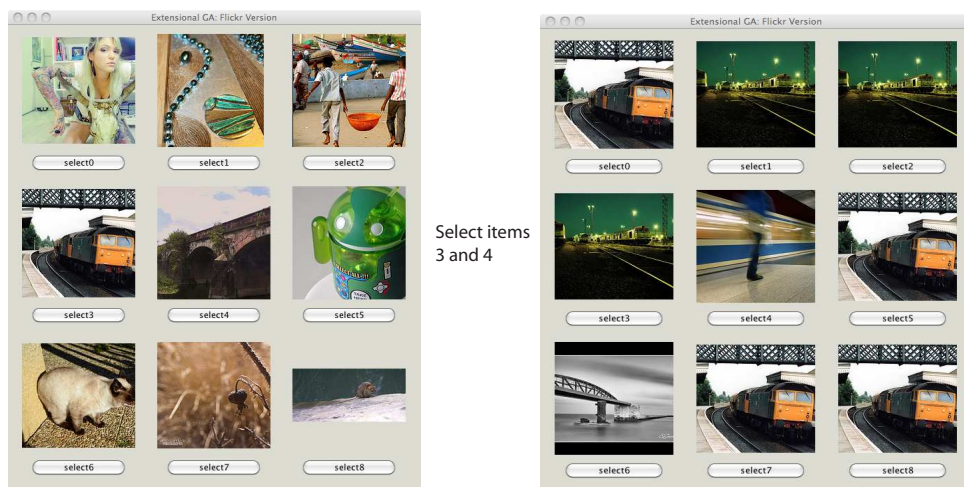 Extensional GA: Flickr Version
select0 select1 select2
select3 select4 select5
select6 select7 select8
Select items
3 and 4
Extensional GA: Flickr Version
select0 select1 select2
select3 select4 select5
select6 select7 select8